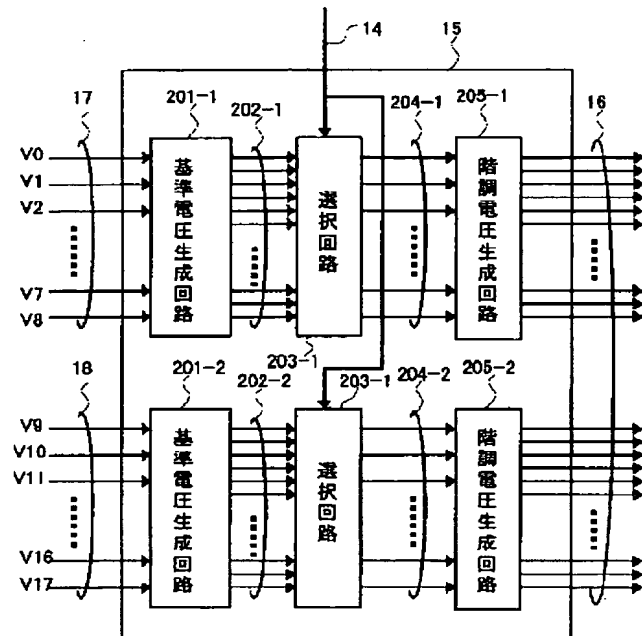 14
15
17
201-1
202-1
204-1
205-1
16
V0
V1
V2
V7
V8
基準電圧生成回路
選択回路
階調電圧生成回路
203-1
18
201-2
202-2
203-1
204-2
205-2
V9
V10
V11
V16
V17
基準電圧生成回路
選択回路
階調電圧生成回路